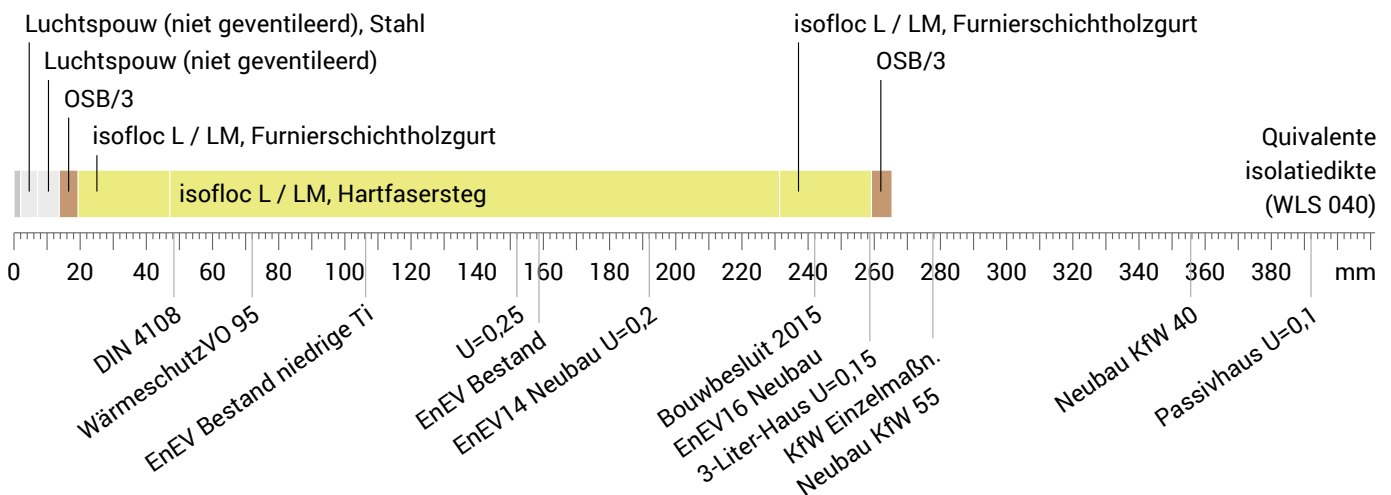 Luchtspouw (niet geventileerd), Stahl
isofloc L / LM, Furnierschichtholzgurt
Luchtspouw (niet geventileerd)
OSB/3
OSB/3
isofloc L / LM, Furnierschichtholzgurt
Quivalente
isolatiedikte
(WLS 040)
isofloc L / LM, Hartfasersteg
0 20 40 60 80 100 120 140 160 180 200 220 240 260 280 300 320 340 360 380 mm
DIN 4108
WärmeschutzVO 95
EnEV Bestand niedrige Ti
U=0,25
EnEV Bestand
EnEV14 Neubau U=0,2
Bouwbesluit 2015
EnEV16 Neubau
3-Liter-Haus U=0,15
KfW Einzelmaßn.
Neubau KfW 55
Neubau KfW 40
Passivhaus U=0,1